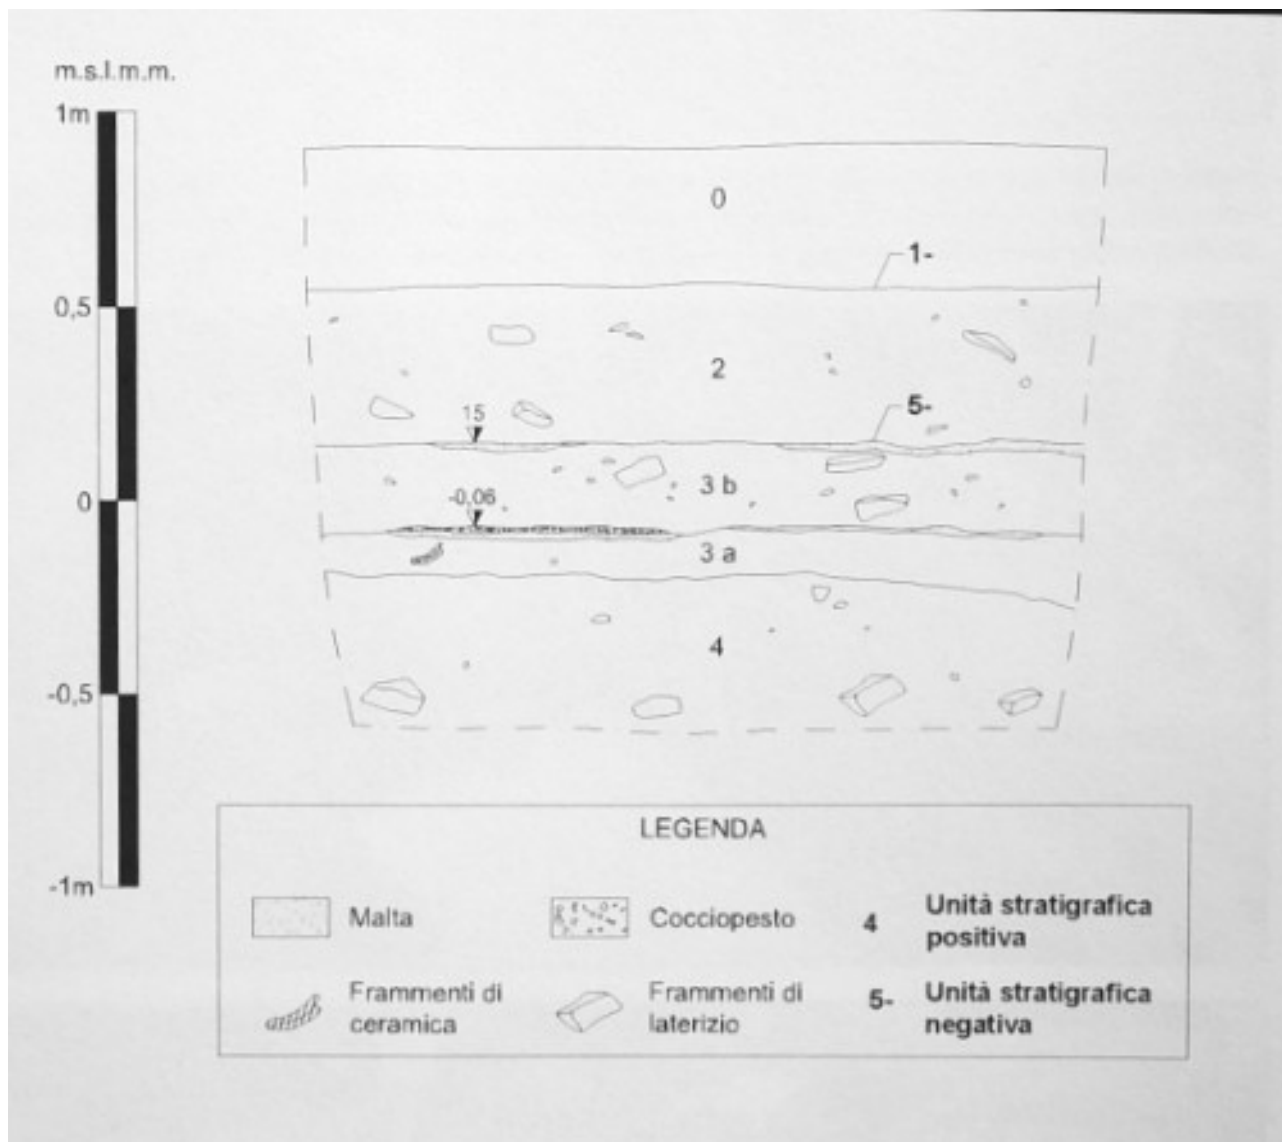 m.s.l.m.m.
1m
0
1-
0,5
2
5-
15
3 b
0
-0,06
3 a
4
-0,5
-1m
LEGENDA
Malta
Cocciopesto
4
Unità stratigrafica
positiva
Frammenti di
ceramica
Frammenti di
laterizio
5-
Unità stratigrafica
negativa